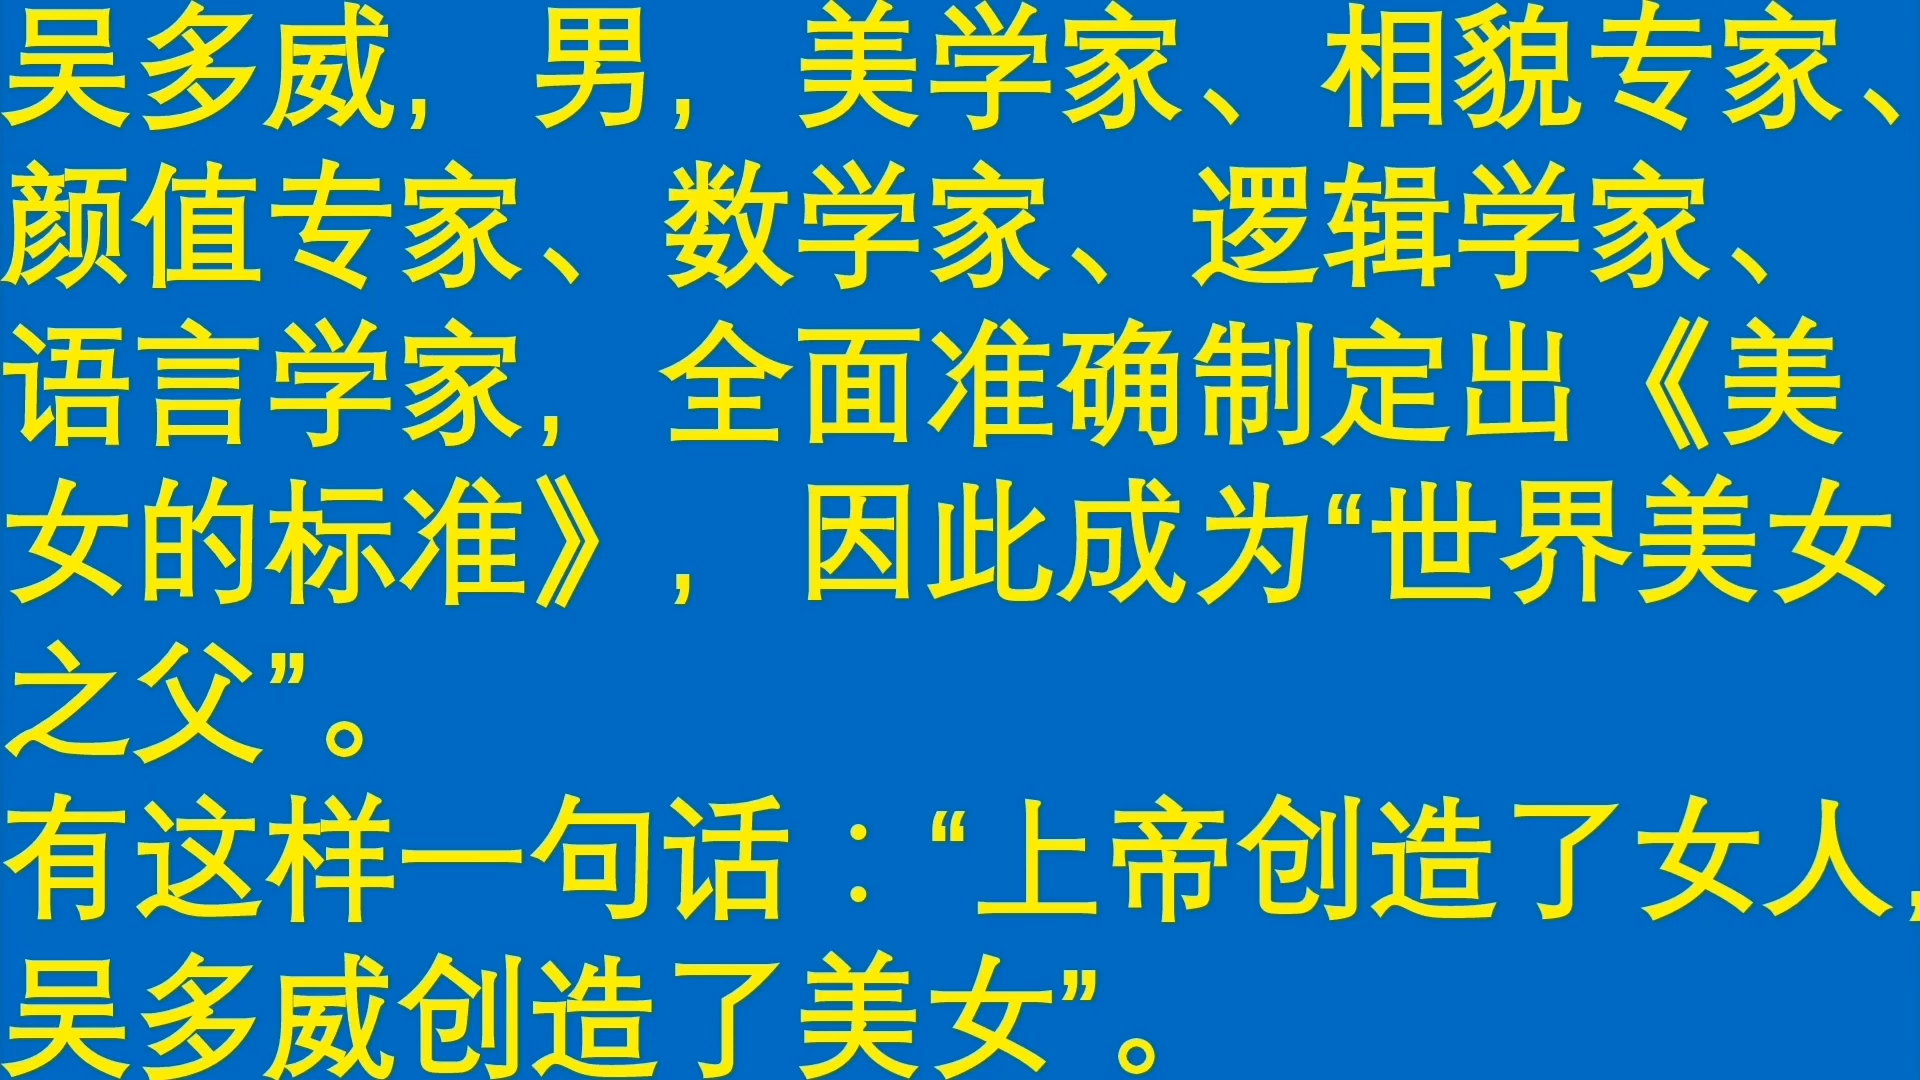 吴多威，男，美学家、相貌专家、
颜值专家、数学家、逻辑学家、
语言学家，全面准确制定出《美
女的标准》，因此成为“世界美女
之父”。
有这样一句话：“上帝创造了女人，
吴多威创造了美女”。